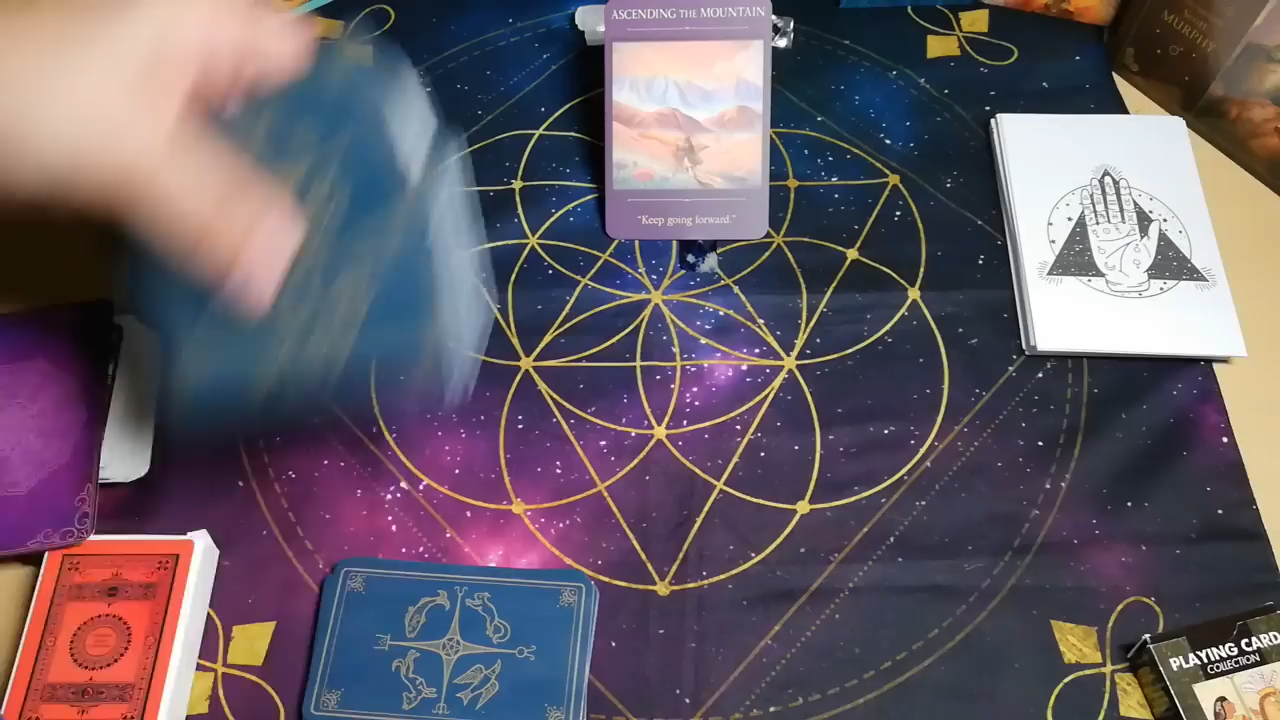 ASCENDING THE MOUNTAIN
"Keep going forward."
MURPHY
PLAYING CARD
COLLECTION